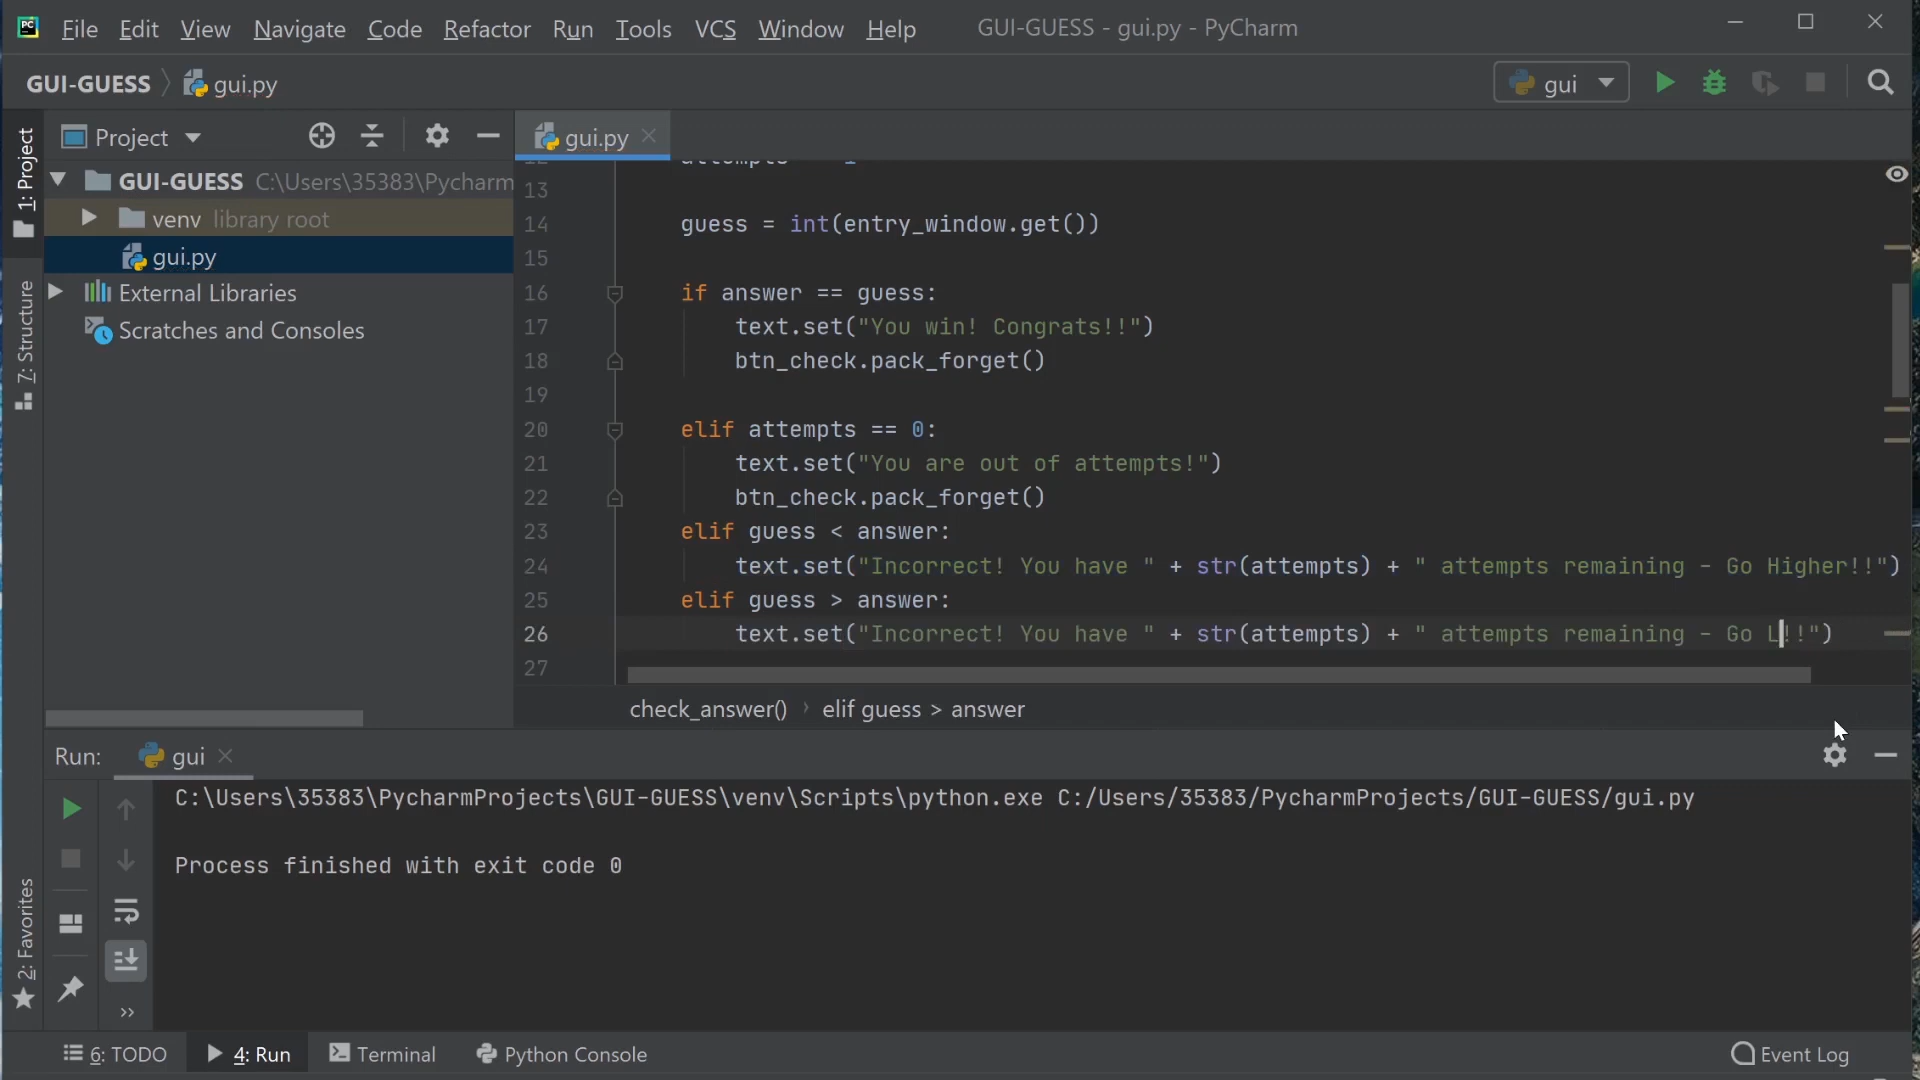 PC File Edit View Navigate Code Refactor Run Tools VCS Window Help GUI-GUESS - gui.py - PyCharm
GUI-GUESS gui.py gui
1: Project
Project
GUI-GUESS C:\Users\35383\Pycharm
venv library root
gui.py
External Libraries
Scratches and Consoles
7: Structure
gui.py
13
14 guess = int(entry_window.get())
15
16 if answer == guess:
17 text.set("You win! Congrats!!")
18 btn_check.pack_forget()
19
20 elif attempts == 0:
21 text.set("You are out of attempts!")
22 btn_check.pack_forget()
23 elif guess < answer:
24 text.set("Incorrect! You have " + str(attempts) + " attempts remaining - Go Higher!!")
25 elif guess > answer:
26 text.set("Incorrect! You have " + str(attempts) + " attempts remaining - Go L!!")
27
check_answer() › elif guess > answer
Run: gui
C:\Users\35383\PycharmProjects\GUI-GUESS\venv\Scripts\python.exe C:/Users/35383/PycharmProjects/GUI-GUESS/gui.py
Process finished with exit code 0
2: Favorites
6: TODO 4: Run Terminal Python Console Event Log